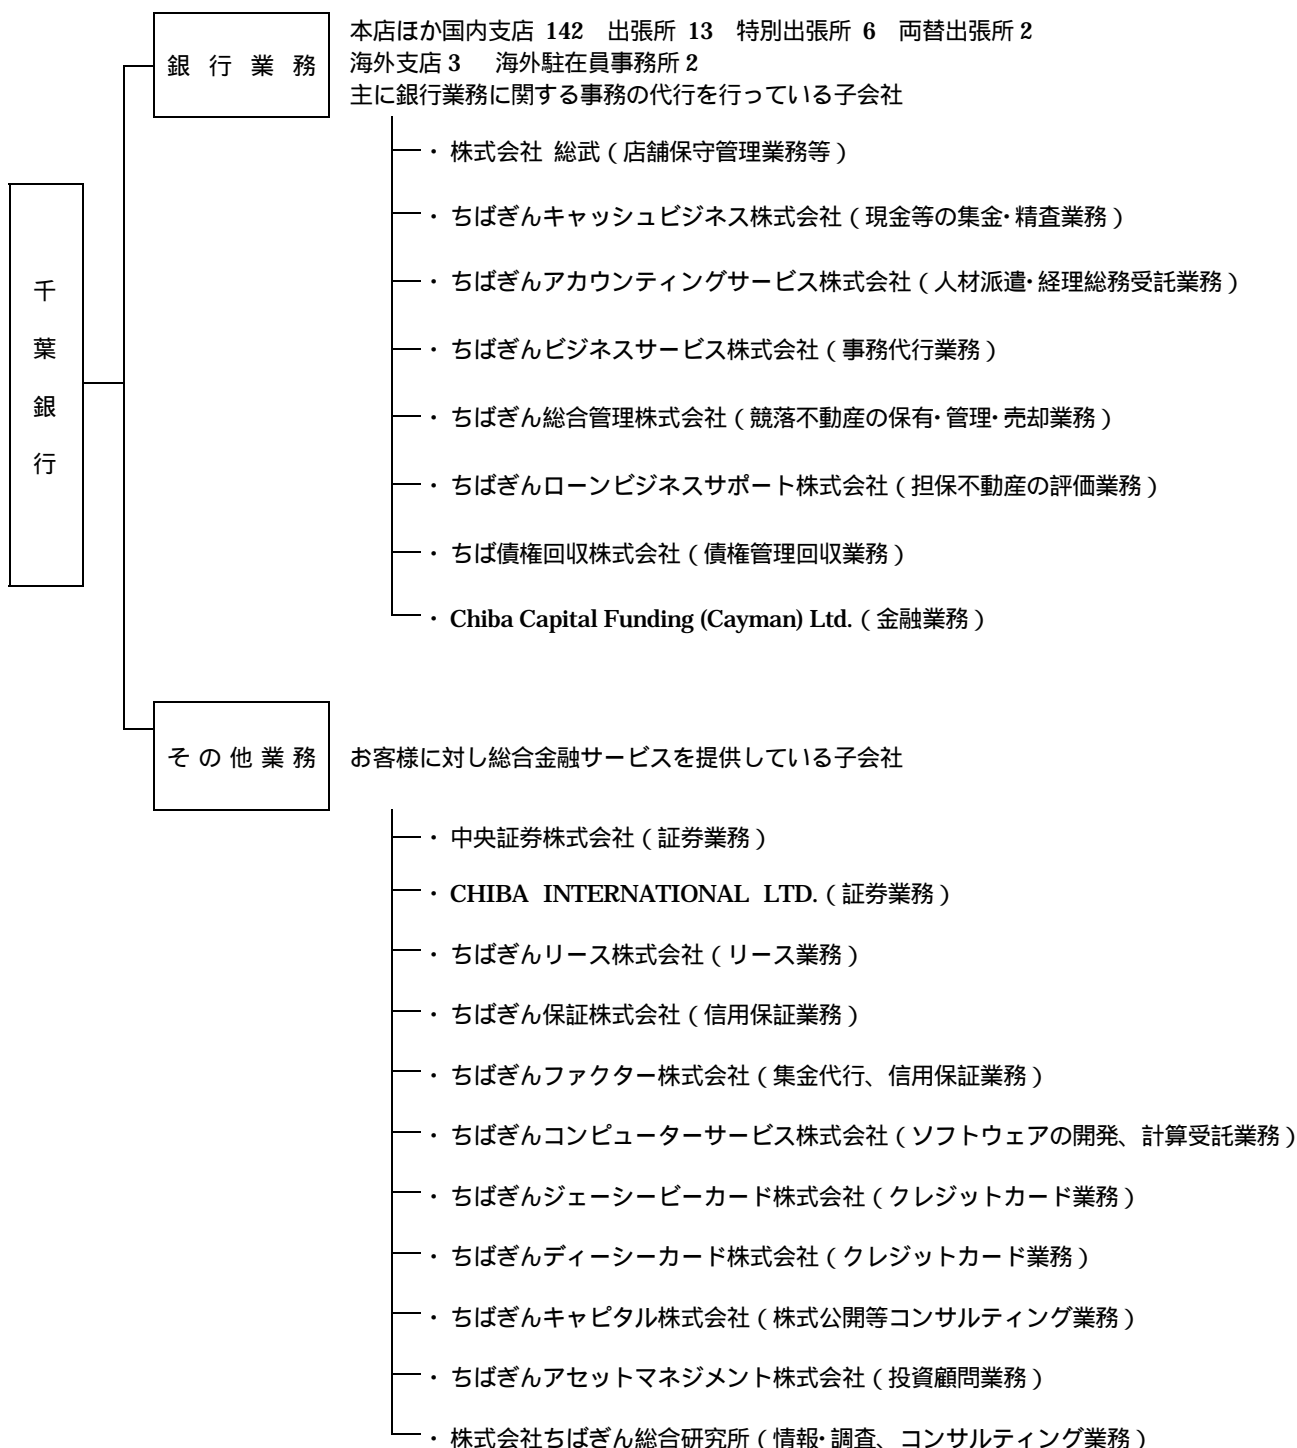 本店ほか国内支店 142 出張所 13 特別出張所 6 両替出張所 2
銀行業務
海外支店 3 海外駐在員事務所 2
主に銀行業務に関する事務の代行を行っている子会社
・ 株式会社 総武（店舗保守管理業務等）
・ ちばぎんキャッシュビジネス株式会社（現金等の集金・精査業務）
・ ちばぎんアカウンティングサービス株式会社（人材派遣・経理総務受託業務）
・ ちばぎんビジネスサービス株式会社（事務代行業務）
・ ちばぎん総合管理株式会社（競落不動産の保有・管理・売却業務）
・ ちばぎんローンビジネスサポート株式会社（担保不動産の評価業務）
・ ちば債権回収株式会社（債権管理回収業務）
・ Chiba Capital Funding (Cayman) Ltd.（金融業務）
千葉銀行
その他業務
お客様に対し総合金融サービスを提供している子会社
・ 中央証券株式会社（証券業務）
・ CHIBA INTERNATIONAL LTD.（証券業務）
・ ちばぎんリース株式会社（リース業務）
・ ちばぎん保証株式会社（信用保証業務）
・ ちばぎんファクター株式会社（集金代行、信用保証業務）
・ ちばぎんコンピューターサービス株式会社（ソフトウェアの開発、計算受託業務）
・ ちばぎんジェーシービーカード株式会社（クレジットカード業務）
・ ちばぎんディーシーカード株式会社（クレジットカード業務）
・ ちばぎんキャピタル株式会社（株式公開等コンサルティング業務）
・ ちばぎんアセットマネジメント株式会社（投資顧問業務）
・ 株式会社ちばぎん総合研究所（情報・調査、コンサルティング業務）